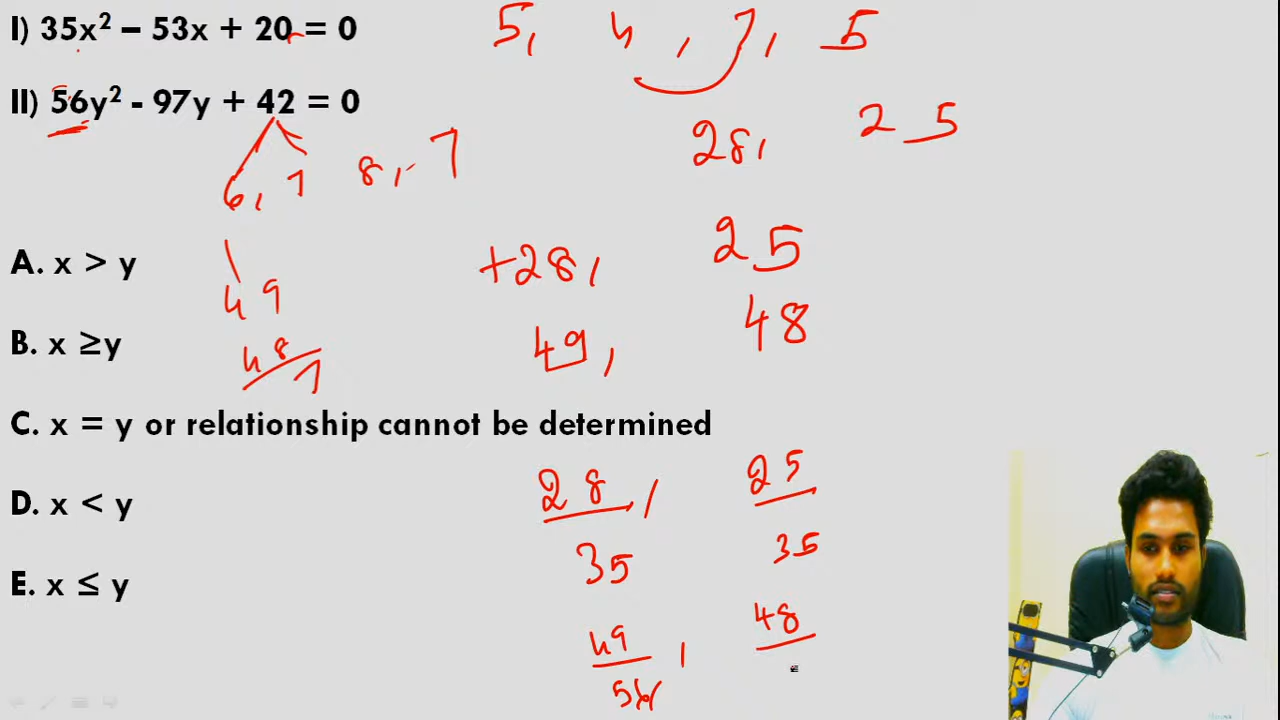 I) 35x² – 53x + 20 = 0
5, 4, 7, 5
II) 56y² - 97y + 42 = 0
28, 25
6, 7 8, 7
A. x > y
+28, 25
49
49, 48
B. x ≥y
48
7
C. x = y or relationship cannot be determined
28, 25
35 35
D. x < y
E. x ≤ y
49, 48
56